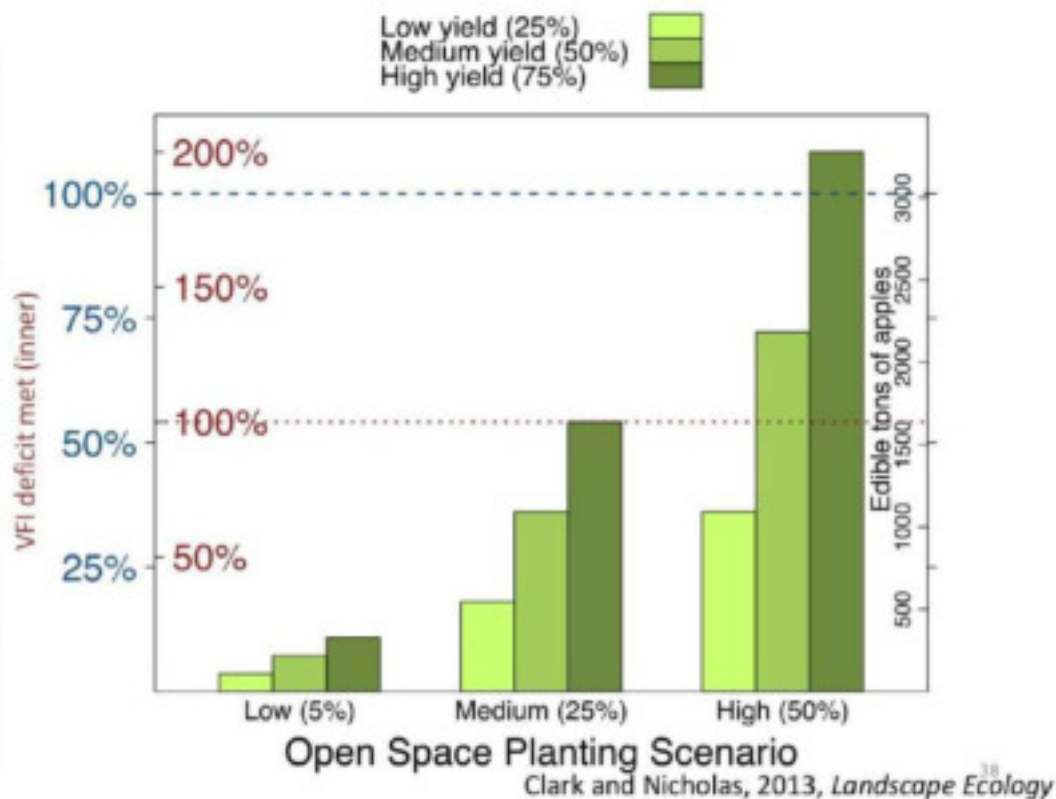 Low yield (25%)
Medium yield (50%)
High yield (75%)
200%
100%
150%
75%
100%
50%
50%
25%
VFI deficit met (inner)
3000
2500
2000
1500
1000
500
Edible tons of apples
Low (5%)
Medium (25%)
High (50%)
Open Space Planting Scenario
38
Clark and Nicholas, 2013, Landscape Ecology